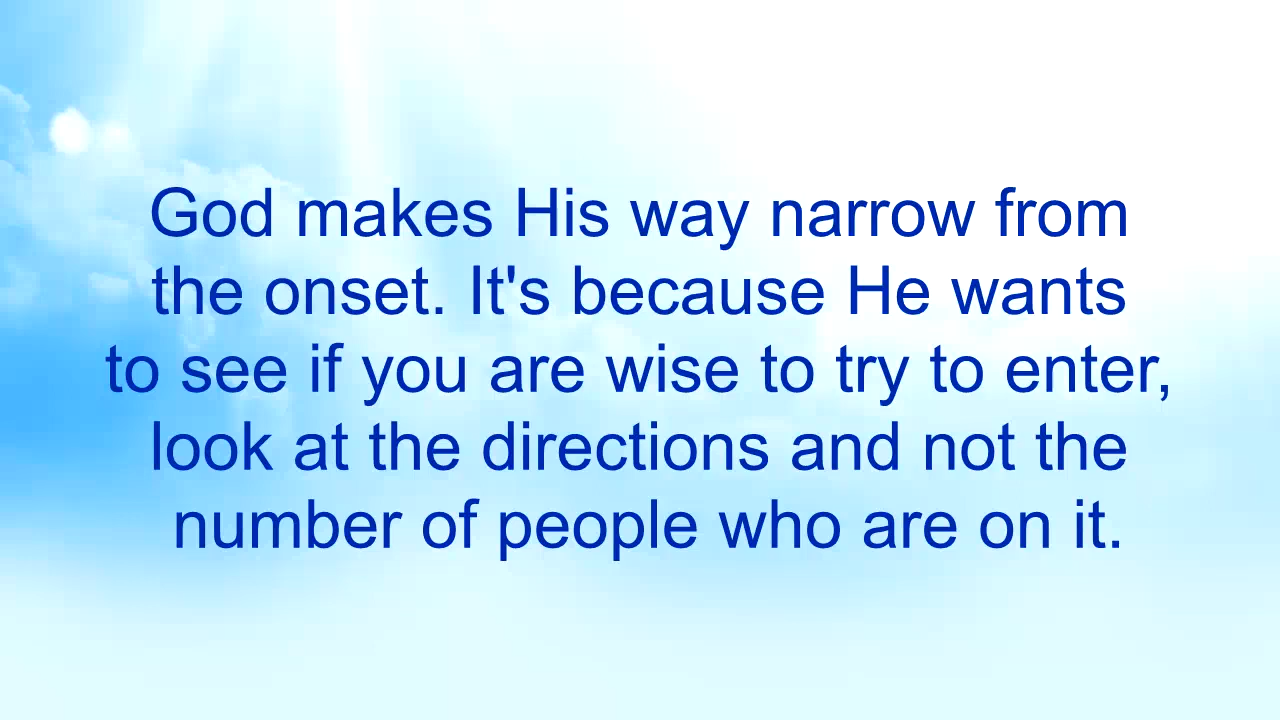 God makes His way narrow from
the onset. It's because He wants
to see if you are wise to try to enter,
look at the directions and not the
number of people who are on it.